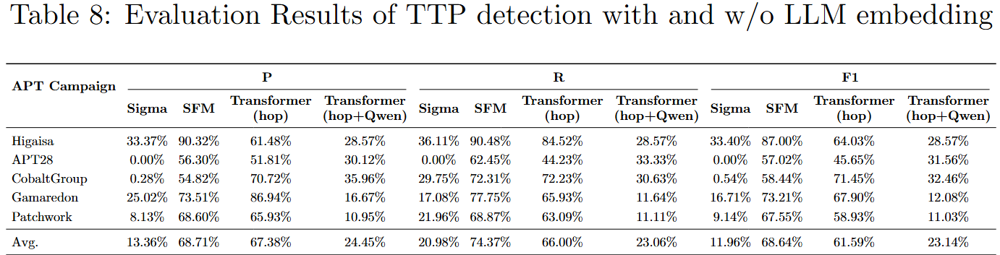 Table 8: Evaluation Results of TTP detection with and w/o LLM embedding
APT Campaign P R F1
Sigma SFM Transformer (hop) Transformer (hop+Qwen) Sigma SFM Transformer (hop) Transformer (hop+Qwen) Sigma SFM Transformer (hop) Transformer (hop+Qwen)
Higaisa 33.37% 90.32% 61.48% 28.57% 36.11% 90.48% 84.52% 28.57% 33.40% 87.00% 64.03% 28.57%
APT28 0.00% 56.30% 51.81% 30.12% 0.00% 62.45% 44.23% 33.33% 0.00% 57.02% 45.65% 31.56%
CobaltGroup 0.28% 54.82% 70.72% 35.96% 29.75% 72.31% 72.23% 30.63% 0.54% 58.44% 71.45% 32.46%
Gamaredon 25.02% 73.51% 86.94% 16.67% 17.08% 77.75% 65.93% 11.64% 16.71% 73.21% 67.90% 12.08%
Patchwork 8.13% 68.60% 65.93% 10.95% 21.96% 68.87% 63.09% 11.11% 9.14% 67.55% 58.93% 11.03%
Avg. 13.36% 68.71% 67.38% 24.45% 20.98% 74.37% 66.00% 23.06% 11.96% 68.64% 61.59% 23.14%